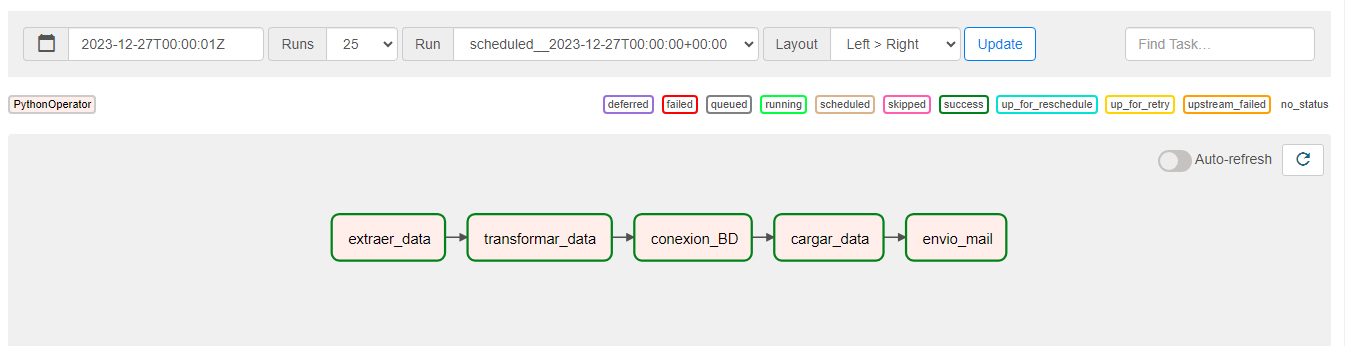 2023-12-27T00:00:01Z Runs 25 Run scheduled__2023-12-27T00:00:00+00:00 Layout Left > Right Update Find Task...
PythonOperator deferred failed queued running scheduled skipped success up_for_reschedule up_for_retry upstream_failed no_status
Auto-refresh
extraer_data transformar_data conexion_BD cargar_data envio_mail